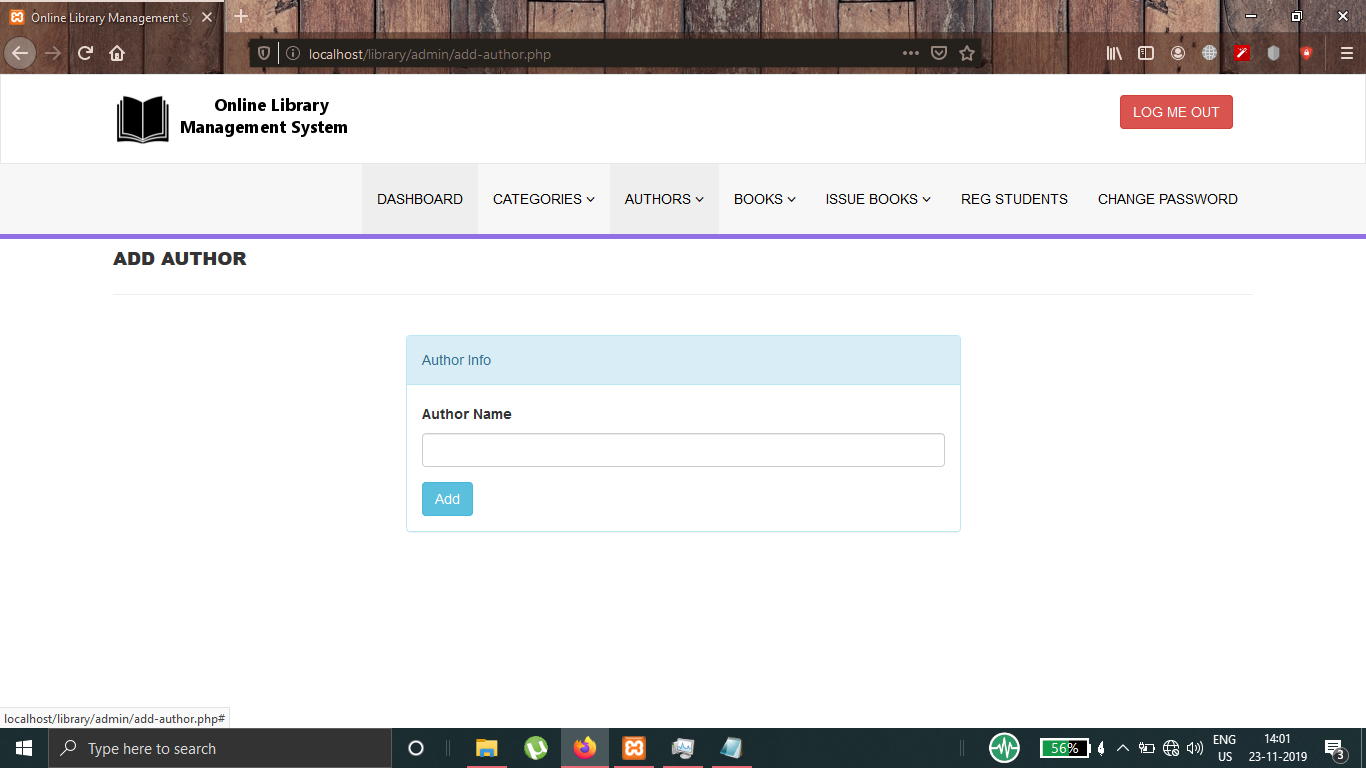 Online Library Management Sy
localhost/library/admin/add-author.php
Online Library
Management System
LOG ME OUT
DASHBOARD
CATEGORIES
AUTHORS
BOOKS
ISSUE BOOKS
REG STUDENTS
CHANGE PASSWORD
ADD AUTHOR
Author Info
Author Name
Add
localhost/library/admin/add-author.php#
Type here to search
56%
ENG
US
14:01
23-11-2019
3